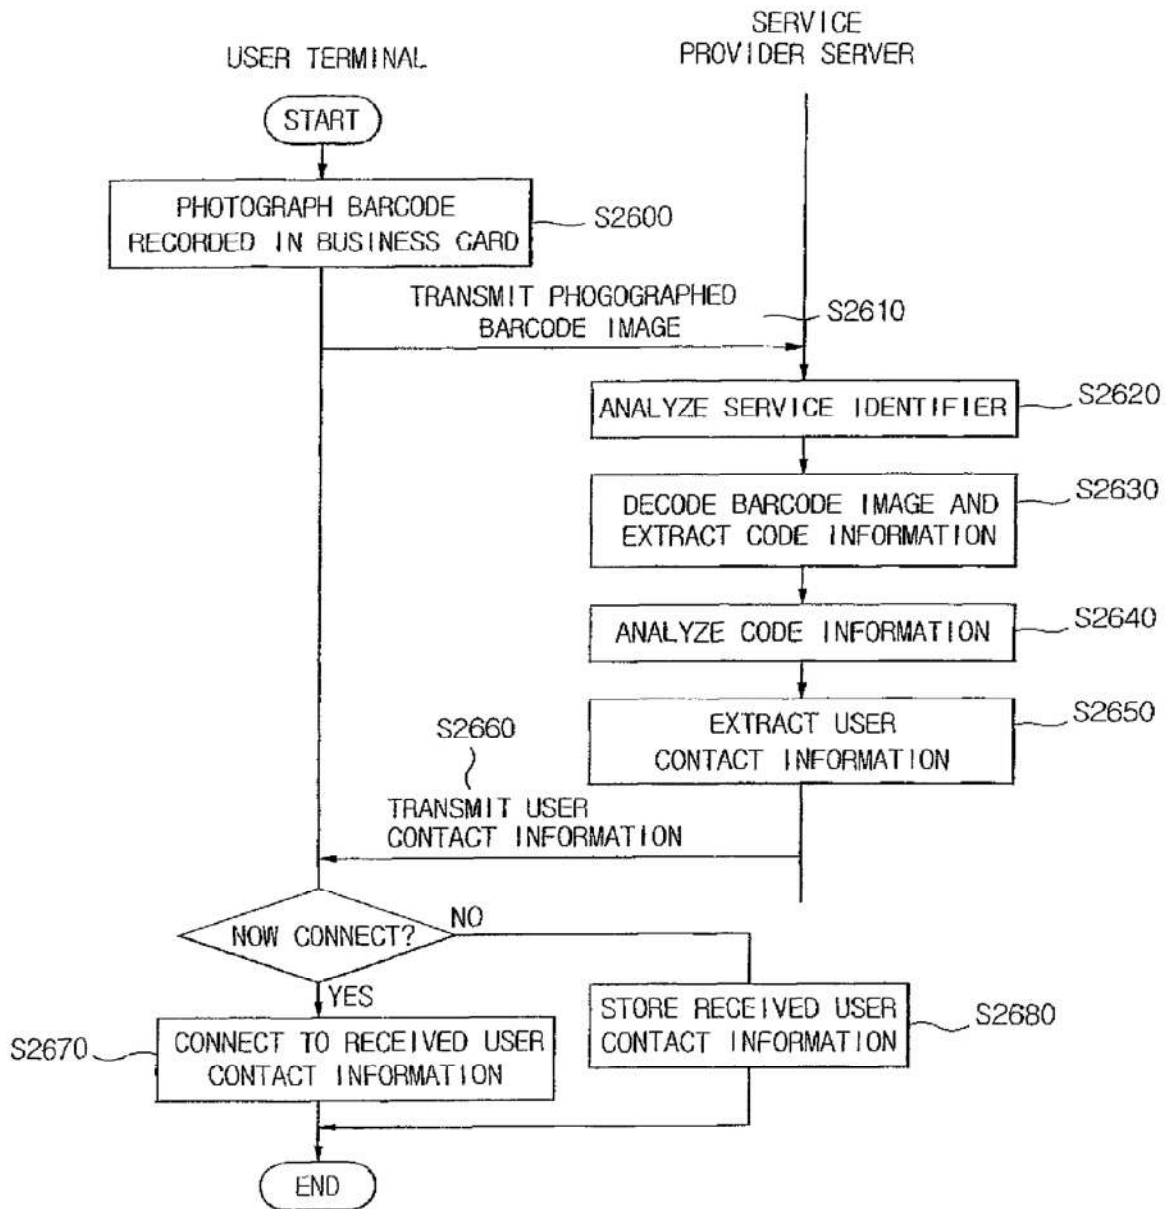 USER TERMINAL
SERVICE
PROVIDER SERVER
START
PHOTOGRAPH BARCODE
RECORDED IN BUSINESS CARD
S2600
TRANSMIT PHOGOGRAPHED
BARCODE IMAGE
S2610
ANALYZE SERVICE IDENTIFIER
S2620
DECODE BARCODE IMAGE AND
EXTRACT CODE INFORMATION
S2630
ANALYZE CODE INFORMATION
S2640
EXTRACT USER
CONTACT INFORMATION
S2650
S2660
TRANSMIT USER
CONTACT INFORMATION
NOW CONNECT?
NO
YES
STORE RECEIVED USER
CONTACT INFORMATION
S2680
S2670
CONNECT TO RECEIVED USER
CONTACT INFORMATION
END